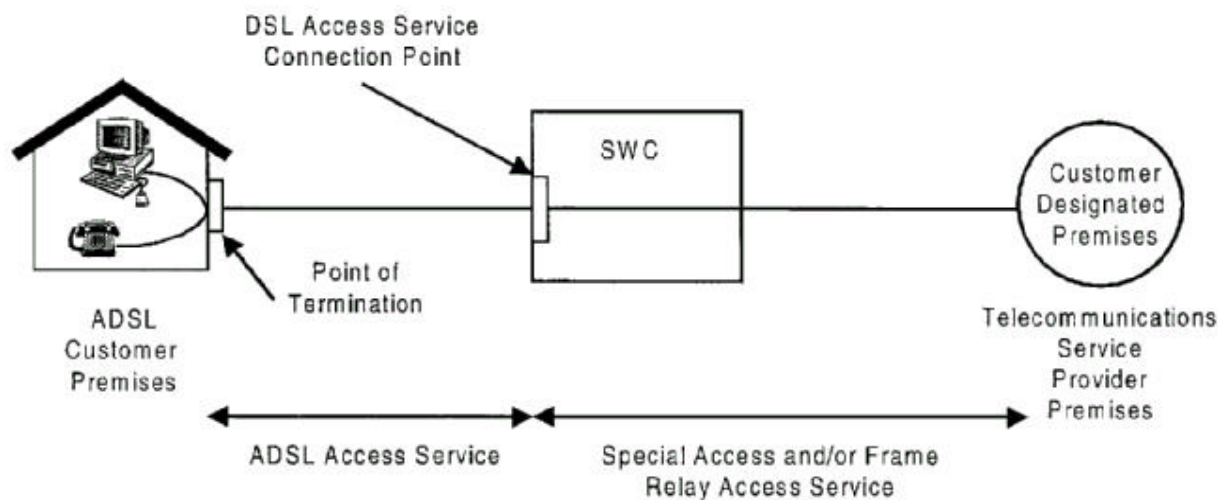 DSL Access Service
Connection Point
SWC
Customer
Designated
Premises
Point of
Termination
ADSL
Customer
Premises
Telecommunications
Service
Provider
Premises
ADSL Access Service
Special Access and/or Frame
Relay Access Service